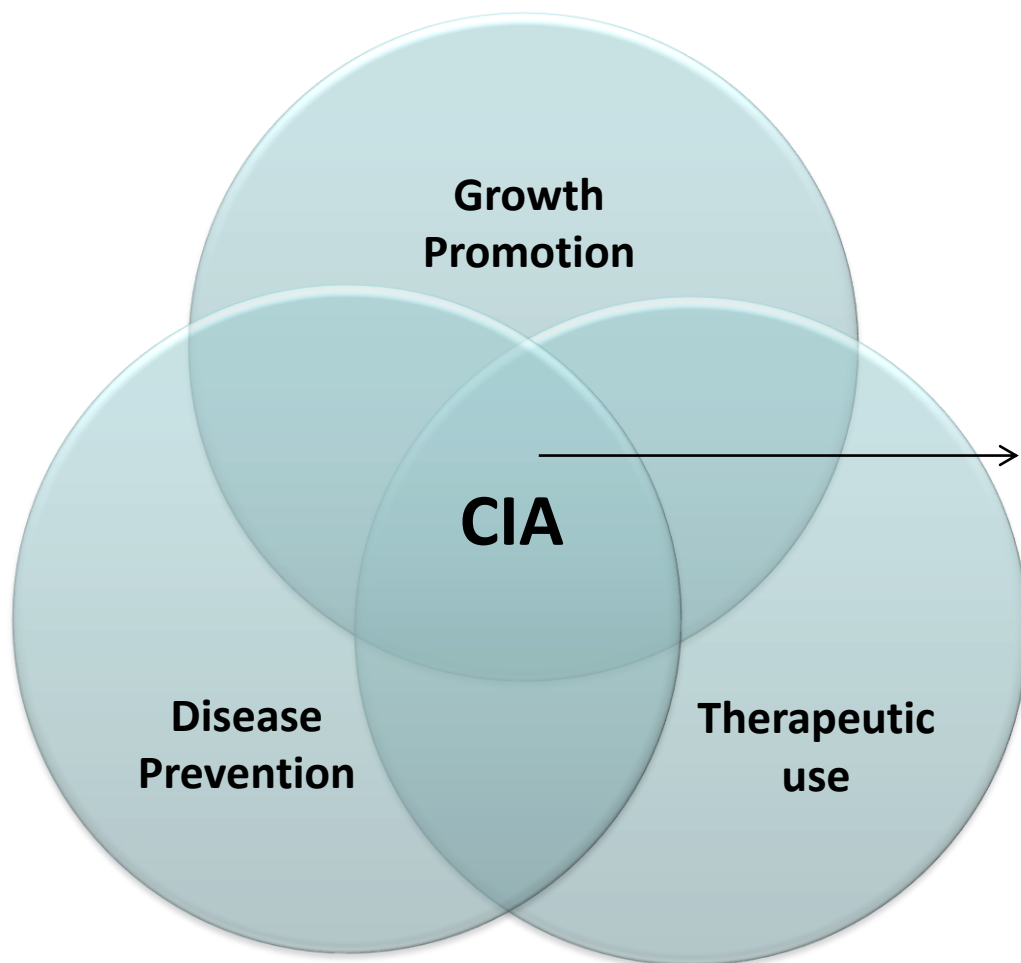 Growth
Promotion
CIA
Disease
Prevention
Therapeutic
use